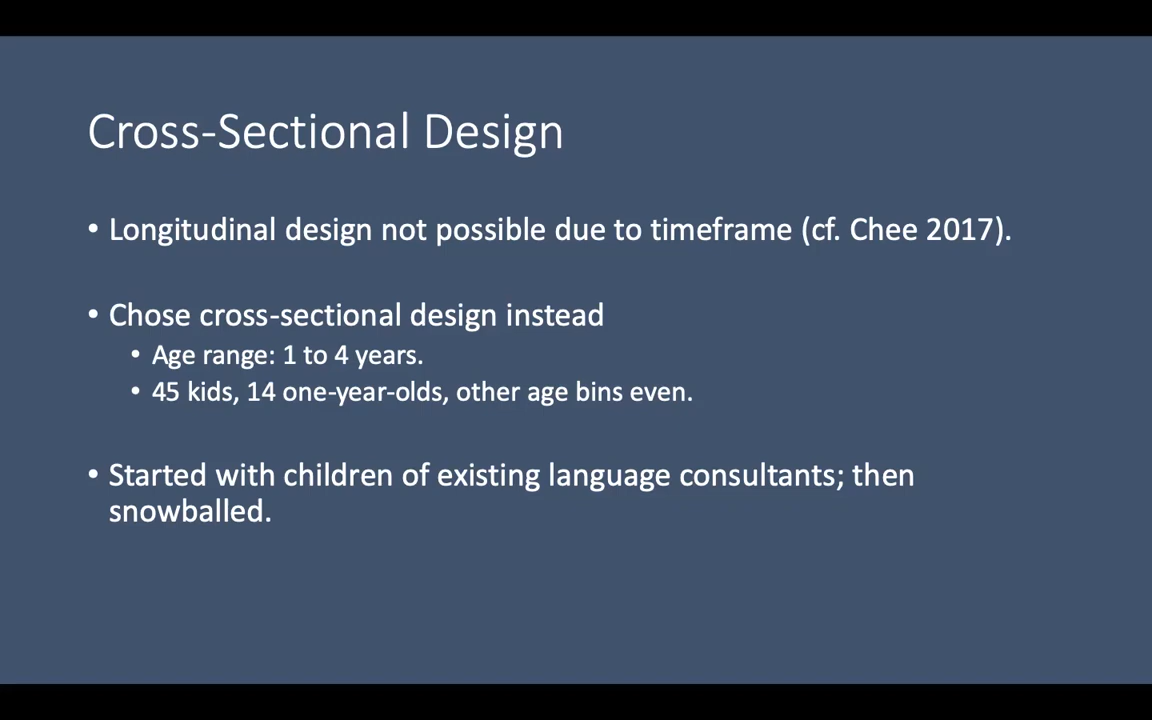 Cross-Sectional Design
• Longitudinal design not possible due to timeframe (cf. Chee 2017).
• Chose cross-sectional design instead
• Age range: 1 to 4 years.
• 45 kids, 14 one-year-olds, other age bins even.
• Started with children of existing language consultants; then
snowballed.